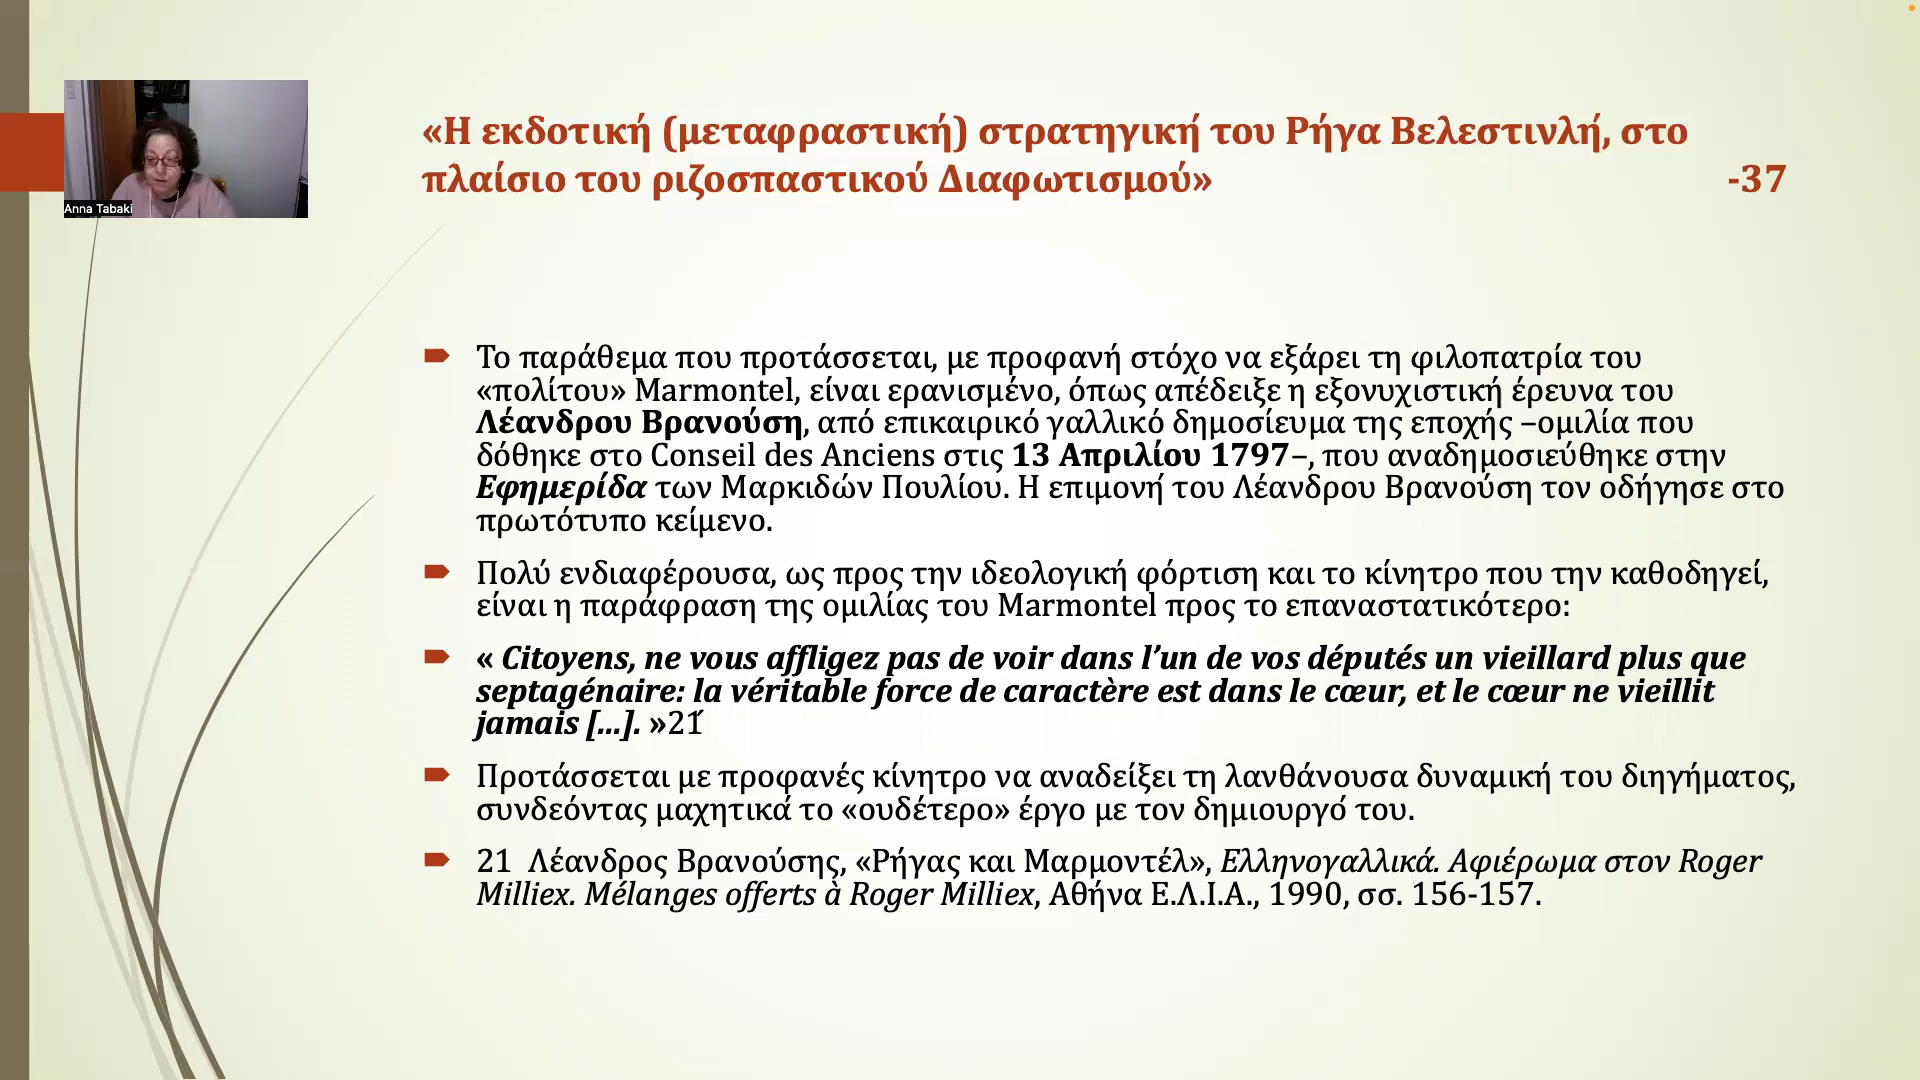 Anna Tabaki
«Η εκδοτική (μεταφραστική) στρατηγική του Ρήγα Βελεστινλή, στο
πλαίσιο του ριζοσπαστικού Διαφωτισμού» -37
Το παράθεμα που προτάσσεται, με προφανή στόχο να εξάρει τη φιλοπατρία του
«πολίτου» Marmontel, είναι ερανισμένο, όπως απέδειξε η εξονυχιστική έρευνα του
Λέανδρου Βρανούση, από επικαιρικό γαλλικό δημοσίευμα της εποχής –ομιλία που
δόθηκε στο Conseil des Anciens στις 13 Απριλίου 1797–, που αναδημοσιεύθηκε στην
Εφημερίδα των Μαρκιδών Πουλίου. Η επιμονή του Λέανδρου Βρανούση τον οδήγησε στο
πρωτότυπο κείμενο.
Πολύ ενδιαφέρουσα, ως προς την ιδεολογική φόρτιση και το κίνητρο που την καθοδηγεί,
είναι η παράφραση της ομιλίας του Marmontel προς το επαναστατικότερο:
« Citoyens, ne vous affligez pas de voir dans l’un de vos députés un vieillard plus que
septagénaire: la véritable force de caractère est dans le cœur, et le cœur ne vieillit
jamais [...]. »21
Προτάσσεται με προφανές κίνητρο να αναδείξει τη λανθάνουσα δυναμική του διηγήματος,
συνδεόντας μαχητικά το «ουδέτερο» έργο με τον δημιουργό του.
21 Λέανδρος Βρανούσης, «Ρήγας και Μαρμοντέλ», Ελληνογαλλικά. Αφιέρωμα στον Roger
Milliex. Mélanges offerts à Roger Milliex, Αθήνα Ε.Λ.Ι.Α., 1990, σσ. 156-157.